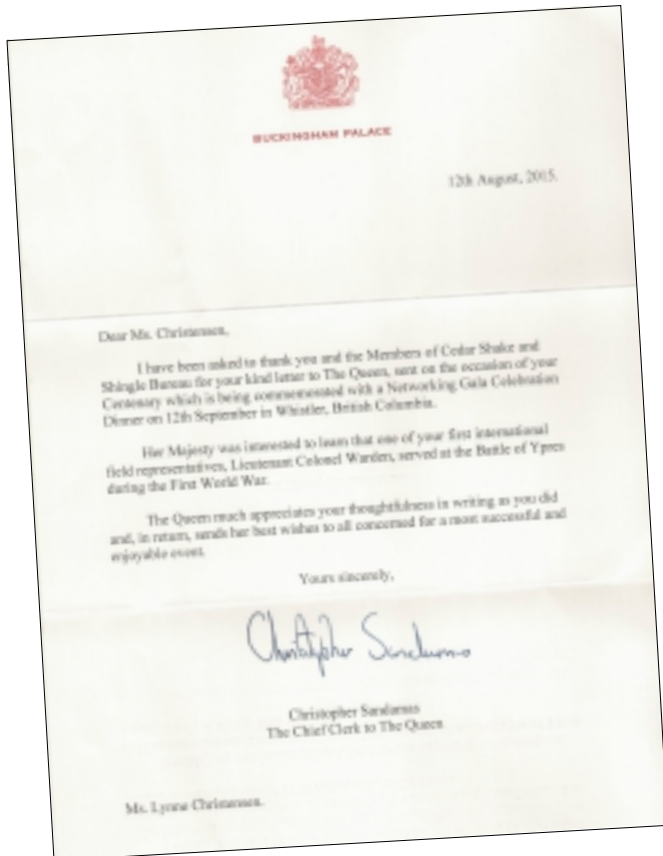 BUCKINGHAM PALACE
12th August, 2015.
Dear Ms. Christensen,
I have been asked to thank you and the Members of Cedar Shake and
Shingle Bureau for your kind letter to The Queen, sent on the occasion of your
Centenary which is being commemorated with a Networking Gala Celebration
Dinner on 12th September in Whistler, British Columbia.
Her Majesty was interested to learn that one of your first international
field representatives, Lieutenant Colonel Warden, served at the Battle of Ypres
during the First World War.
The Queen much appreciates your thoughtfulness in writing as you did
and, in return, sends her best wishes to all concerned for a most successful and
enjoyable event.
Yours sincerely,
Christopher Sandamas
Christopher Sandamas
The Chief Clerk to The Queen
Ms. Lynne Christensen.